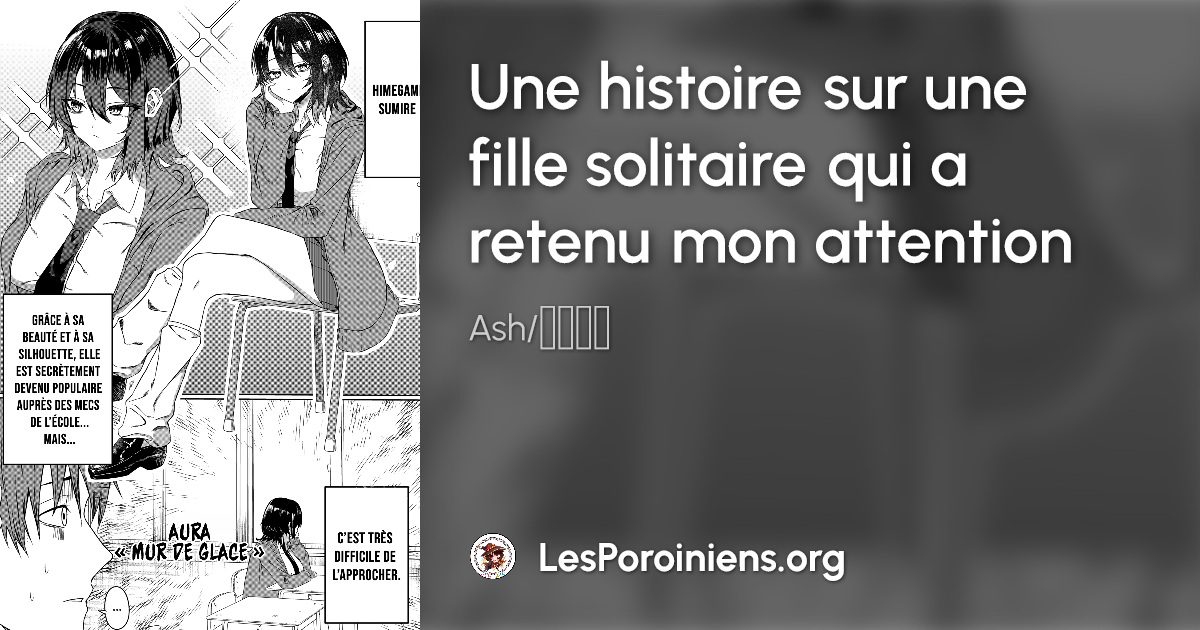 HIMEGAM
SUMIRE
GRÂCE À SA
BEAUTÉ ET À SA
SILHOUETTE, ELLE
EST SECRÈTEMENT
DEVENU POPULAIRE
AUPRÈS DES MECS
DE L'ÉCOLE...
MAIS...
AURA
« MUR DE GLACE »
C'EST TRÈS
DIFFICILE DE
L'APPROCHER.
...
Une histoire sur une
fille solitaire qui a
retenu mon attention
Ash/
LesPoroiniens.org